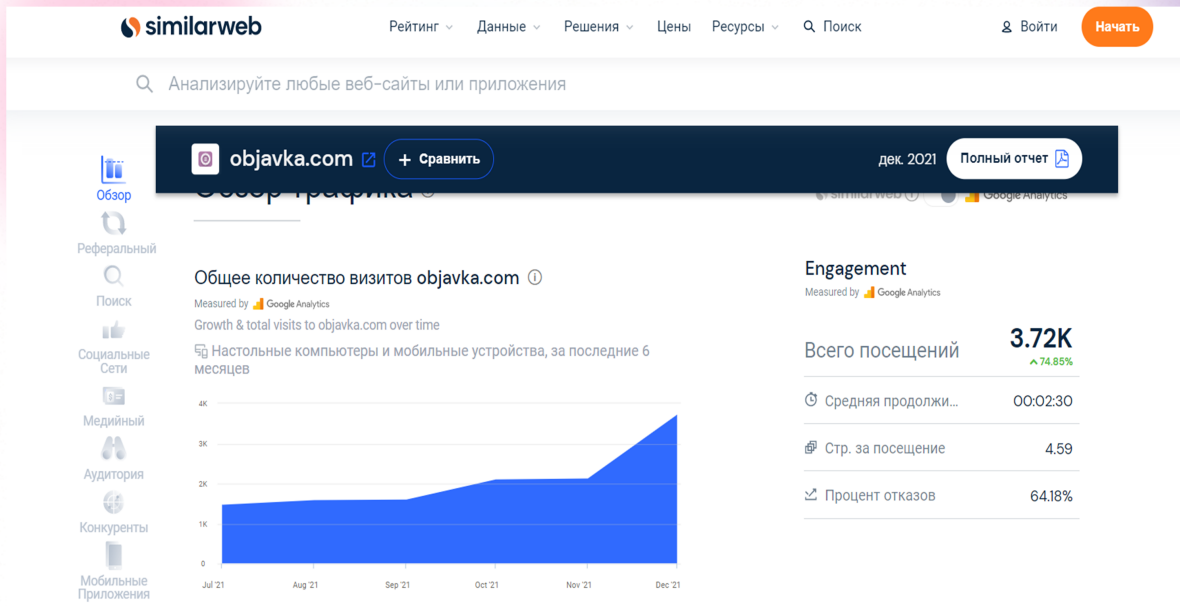 similarweb
Рейтинг Данные Решения Цены Ресурсы Поиск Войти Начать
Анализируйте любые веб-сайты или приложения
objavka.com + Сравнить дек. 2021 Полный отчет
Обзор трафика
similarweb Google Analytics
Обзор
Реферальный
Поиск
Социальные
Сети
Медийный
Аудитория
Конкуренты
Мобильные
Приложения
Общее количество визитов objavka.com
Measured by Google Analytics
Growth & total visits to objavka.com over time
Настольные компьютеры и мобильные устройства, за последние 6
месяцев
4K
3K
2K
1K
0
Jul '21 Aug '21 Sep '21 Oct '21 Nov '21 Dec '21
Engagement
Measured by Google Analytics
Всего посещений 3.72K
74.85%
Средняя продолжи... 00:02:30
Стр. за посещение 4.59
Процент отказов 64.18%